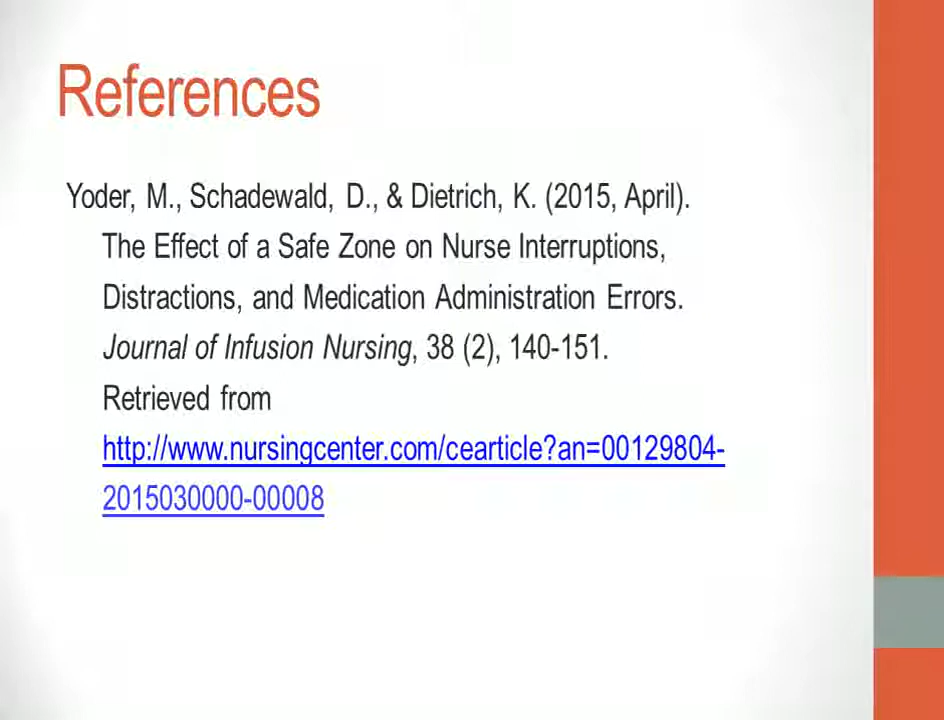 References
Yoder, M., Schadewald, D., & Dietrich, K. (2015, April).
The Effect of a Safe Zone on Nurse Interruptions,
Distractions, and Medication Administration Errors.
Journal of Infusion Nursing, 38 (2), 140-151.
Retrieved from
http://www.nursingcenter.com/cearticle?an=00129804-
2015030000-00008